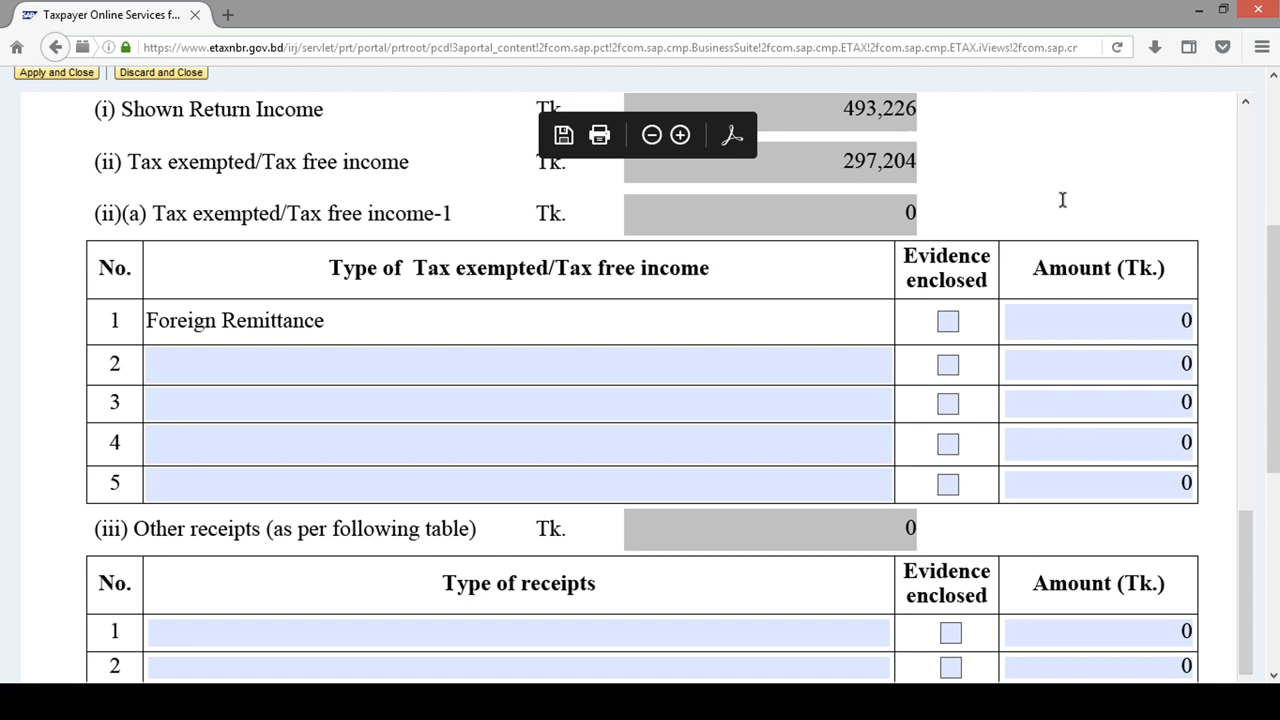 SAP Taxpayer Online Services f...
https://www.etaxnbr.gov.bd/irj/servlet/prt/portal/prtroot/pcd!3aportal_content!2fcom.sap.pct!2fcom.sap.cmp.BusinessSuite!2fcom.sap.cmp.ETAX!2fcom.sap.cmp.ETAX.iViews!2fcom.sap.cr
Apply and Close Discard and Close
(i) Shown Return Income Tk. 493,226
(ii) Tax exempted/Tax free income Tk. 297,204
(ii)(a) Tax exempted/Tax free income-1 Tk. 0
No. Type of Tax exempted/Tax free income Evidence enclosed Amount (Tk.)
1 Foreign Remittance 0
2 0
3 0
4 0
5 0
(iii) Other receipts (as per following table) Tk. 0
No. Type of receipts Evidence enclosed Amount (Tk.)
1 0
2 0